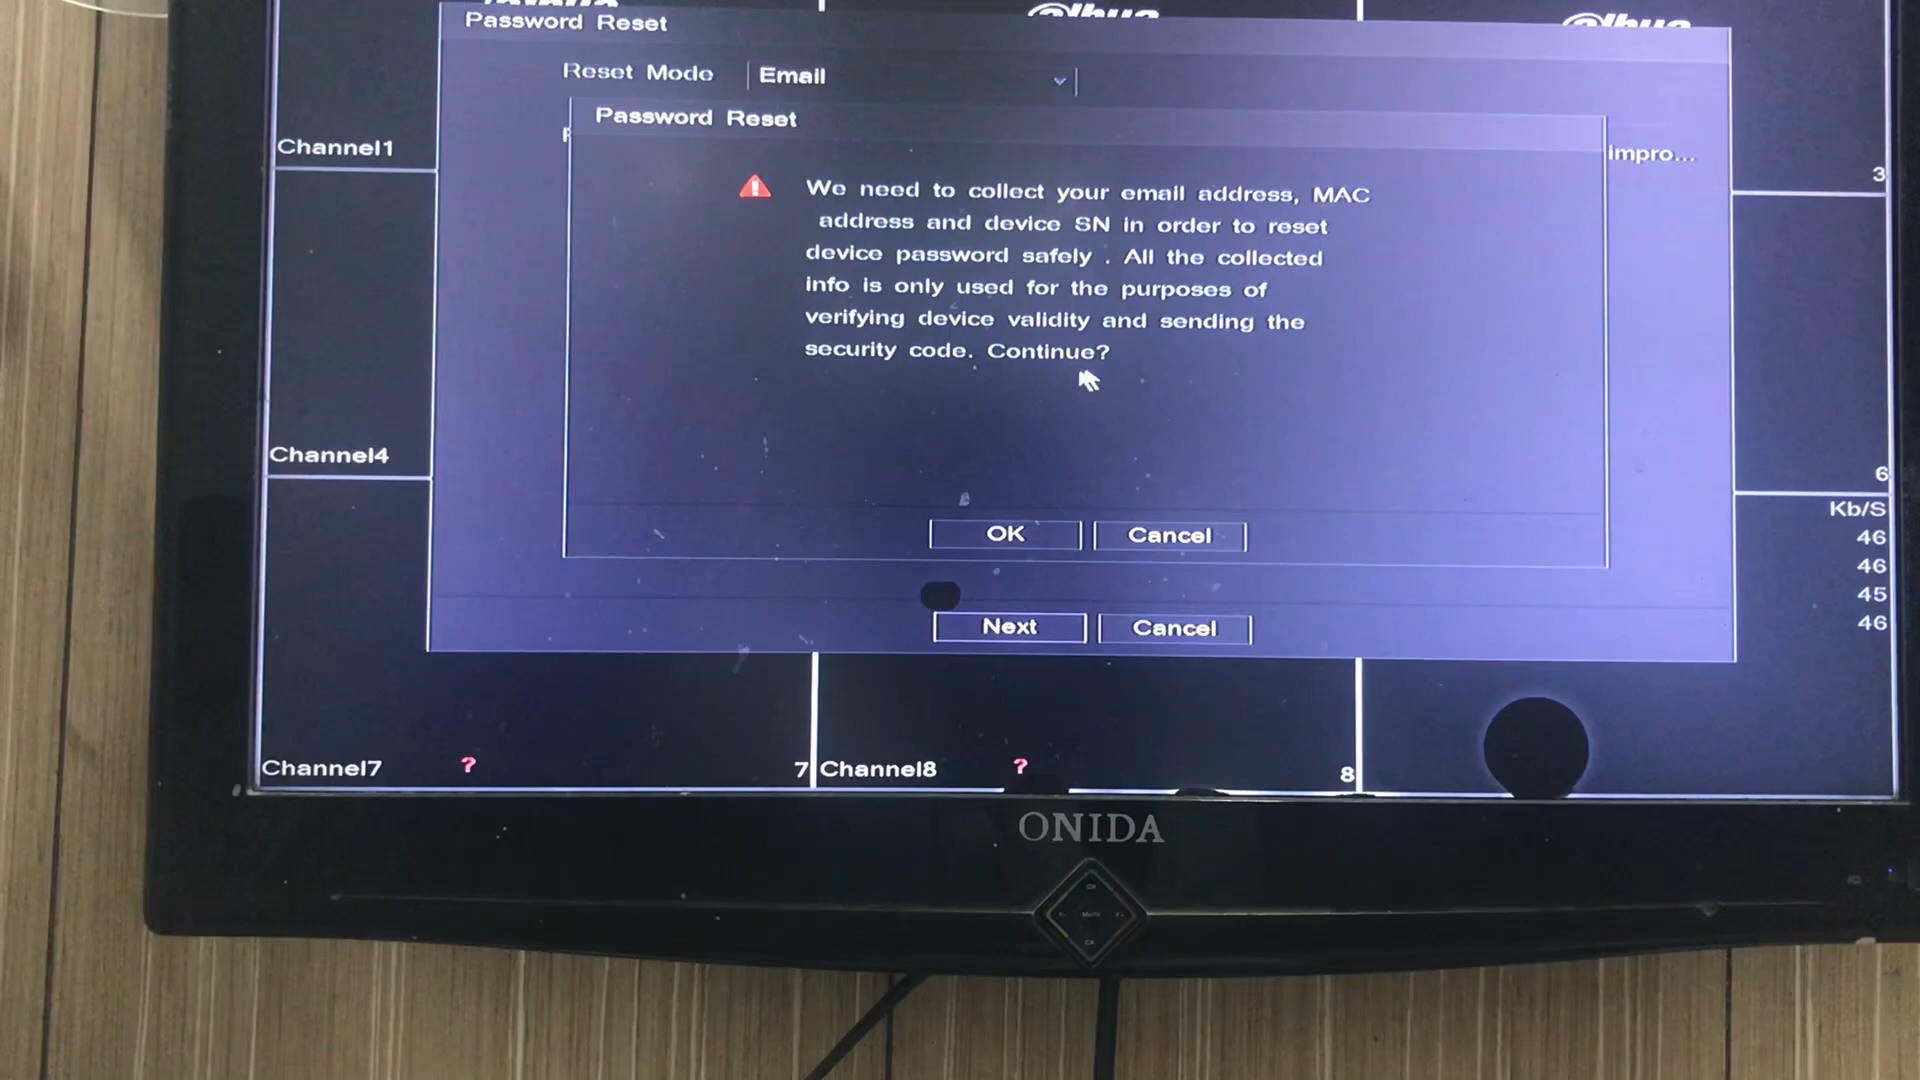 alhua
alhua
Password Reset
Reset Mode
Email
Password Reset
Channel1
impro...
3
We need to collect your email address, MAC
address and device SN in order to reset
device password safely . All the collected
info is only used for the purposes of
verifying device validity and sending the
security code. Continue?
Channel4
6
OK
Cancel
Kb/S
46
46
45
46
Next
Cancel
Channel7
?
7
Channel8
?
8
ONIDA
Menu